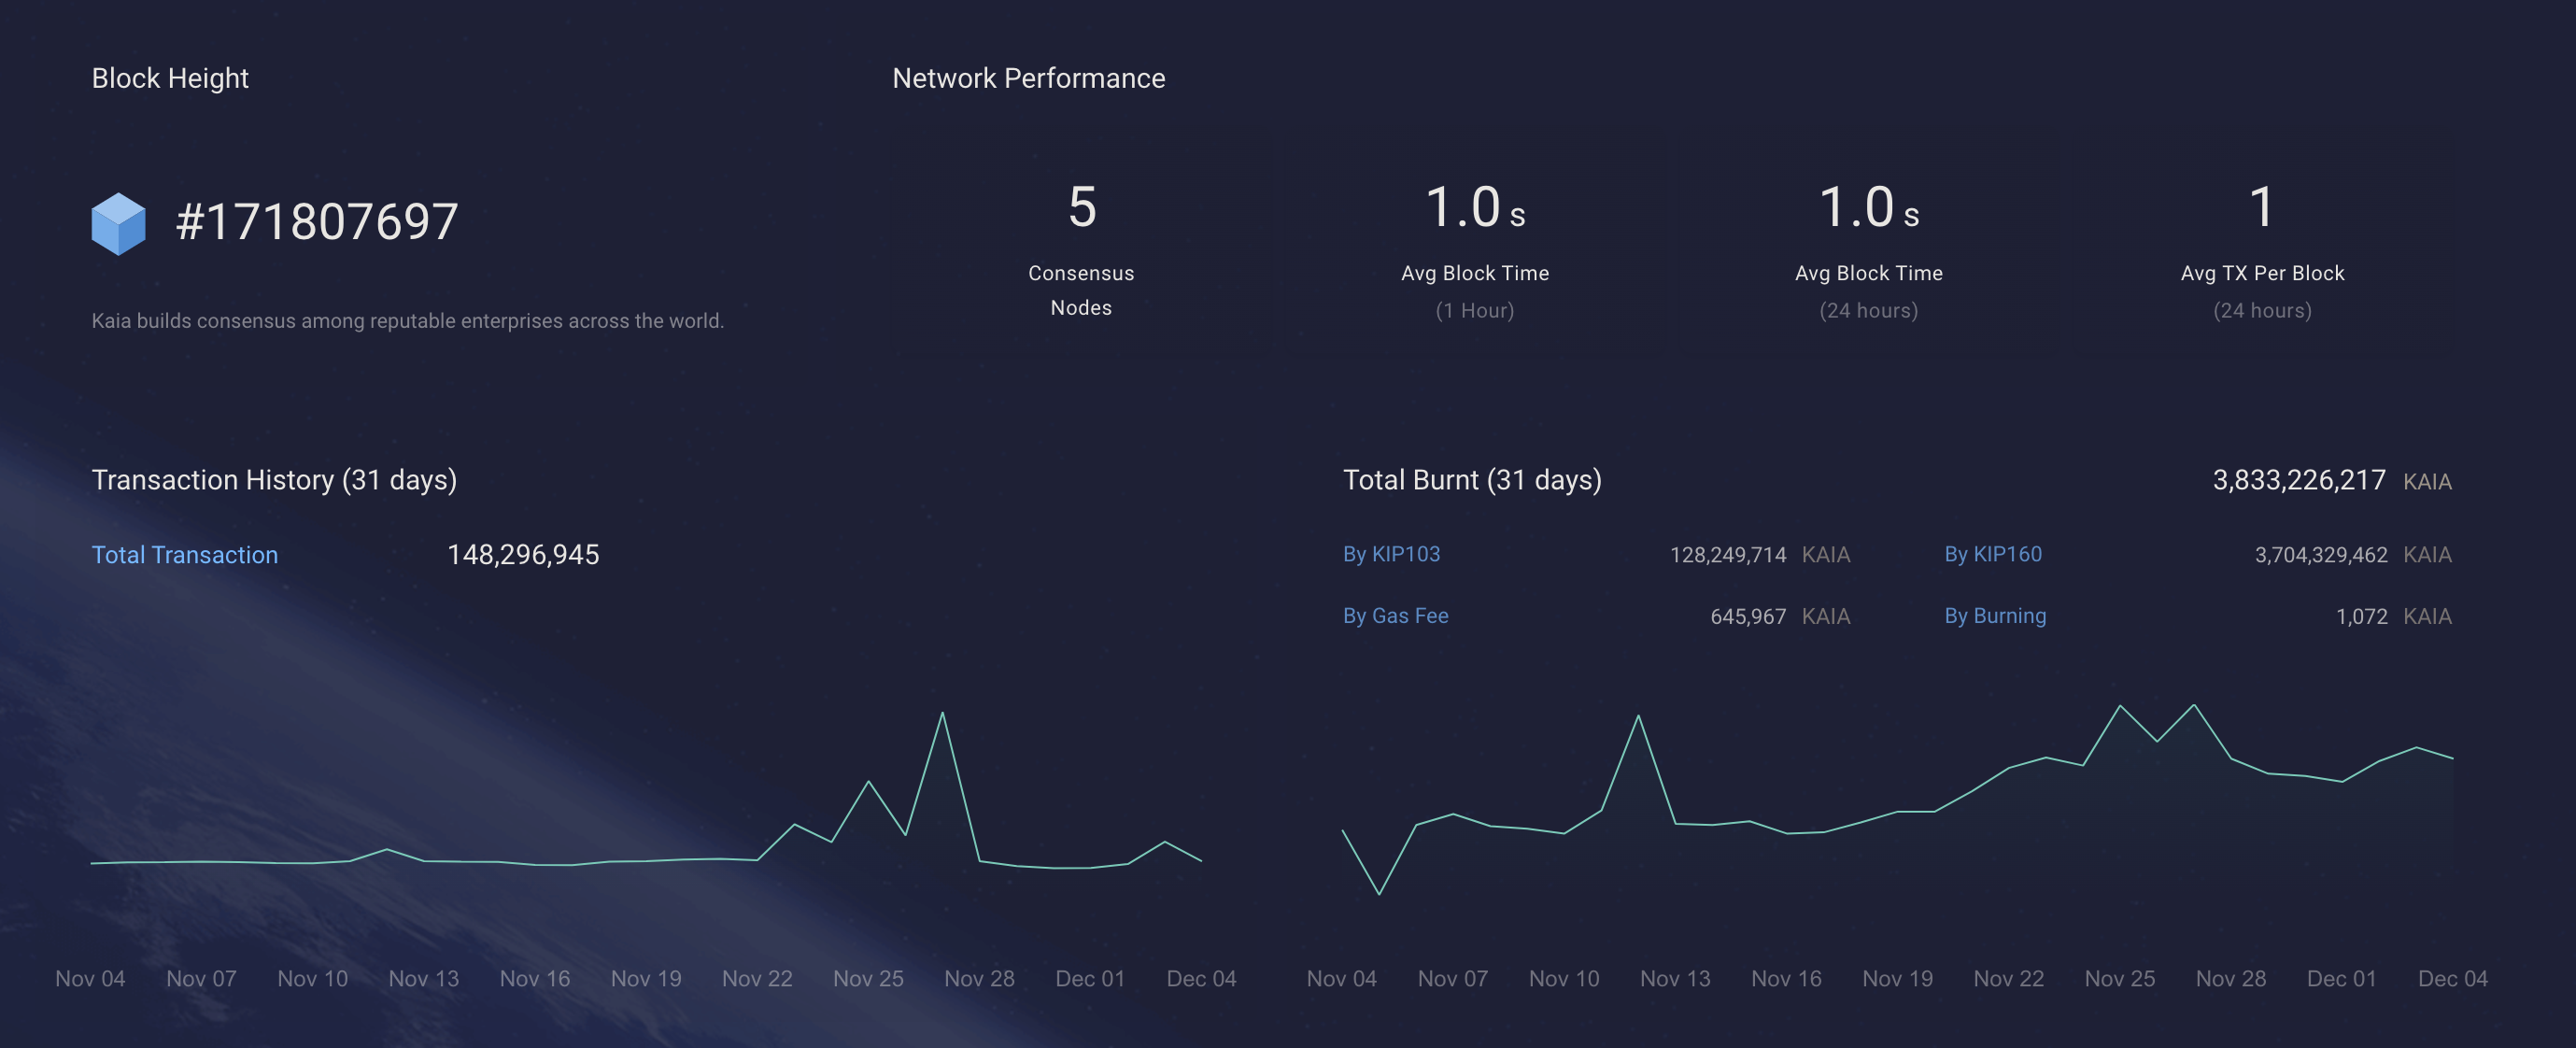 Block Height
#171807697
Kaia builds consensus among reputable enterprises across the world.
Network Performance
5
Consensus
Nodes
1.0 s
Avg Block Time
(1 Hour)
1.0 s
Avg Block Time
(24 hours)
1
Avg TX Per Block
(24 hours)
Transaction History (31 days)
Total Transaction 148,296,945
Nov 04 Nov 07 Nov 10 Nov 13 Nov 16 Nov 19 Nov 22 Nov 25 Nov 28 Dec 01 Dec 04
Total Burnt (31 days) 3,833,226,217 KAIA
By KIP103 128,249,714 KAIA By KIP160 3,704,329,462 KAIA
By Gas Fee 645,967 KAIA By Burning 1,072 KAIA
Nov 04 Nov 07 Nov 10 Nov 13 Nov 16 Nov 19 Nov 22 Nov 25 Nov 28 Dec 01 Dec 04